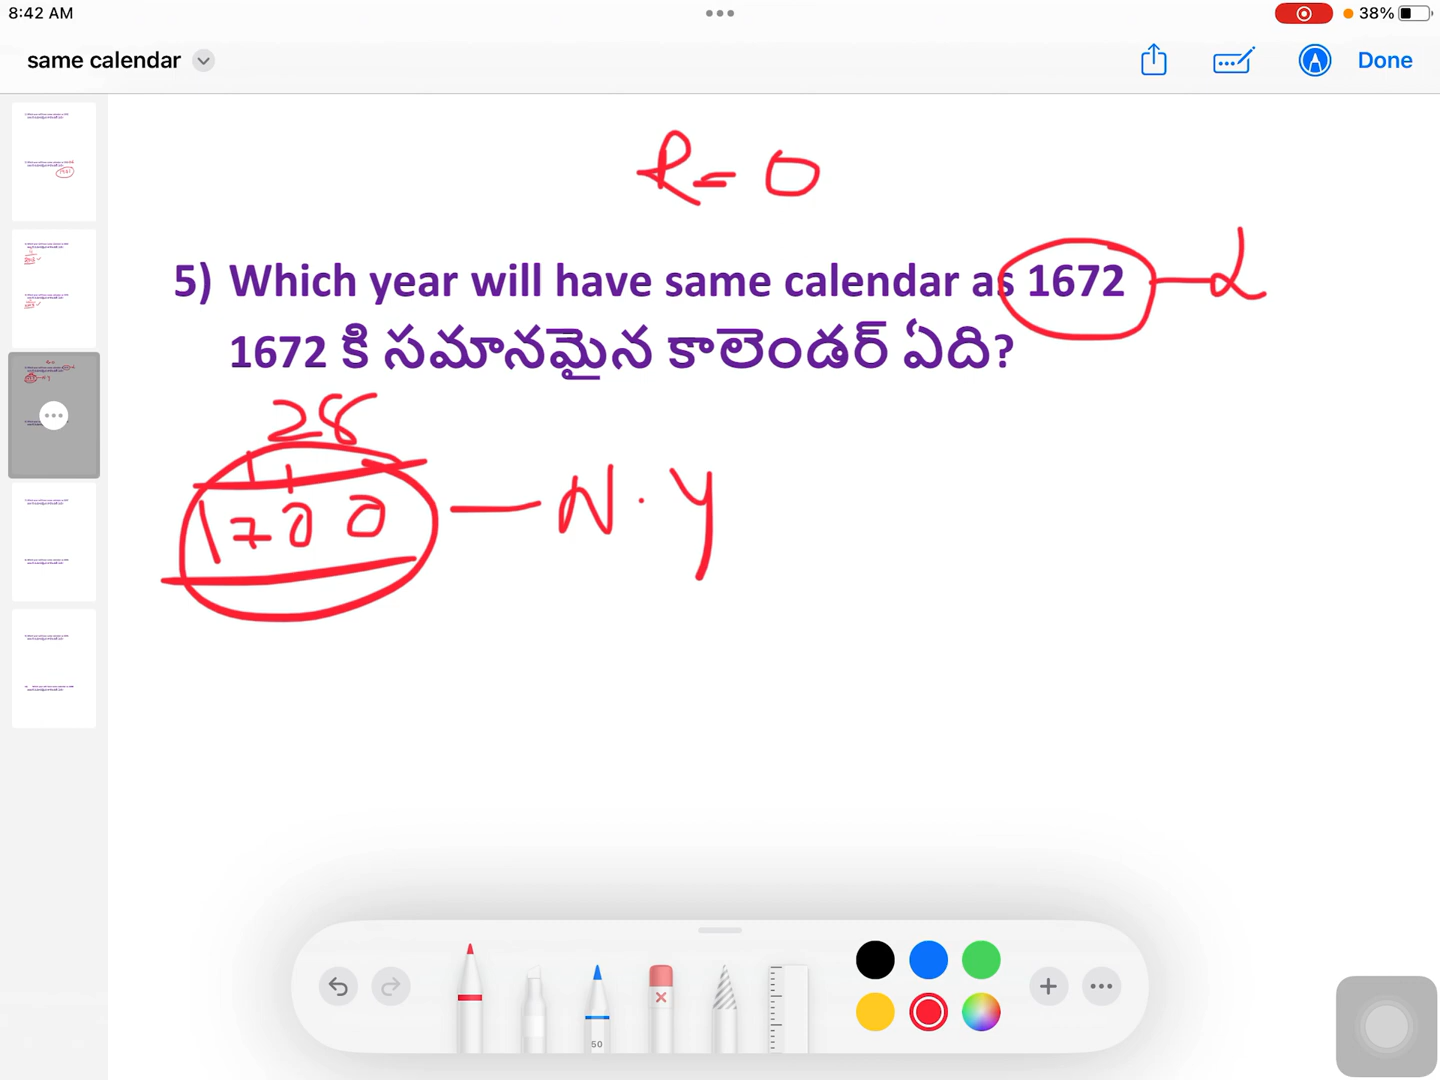 8:42 AM
38%
same calendar
Done
R = 0
5) Which year will have same calendar as 1672 — L
1672 కి సమానమైన కాలెండర్ ఏది?
28
1700 — N.Y
50